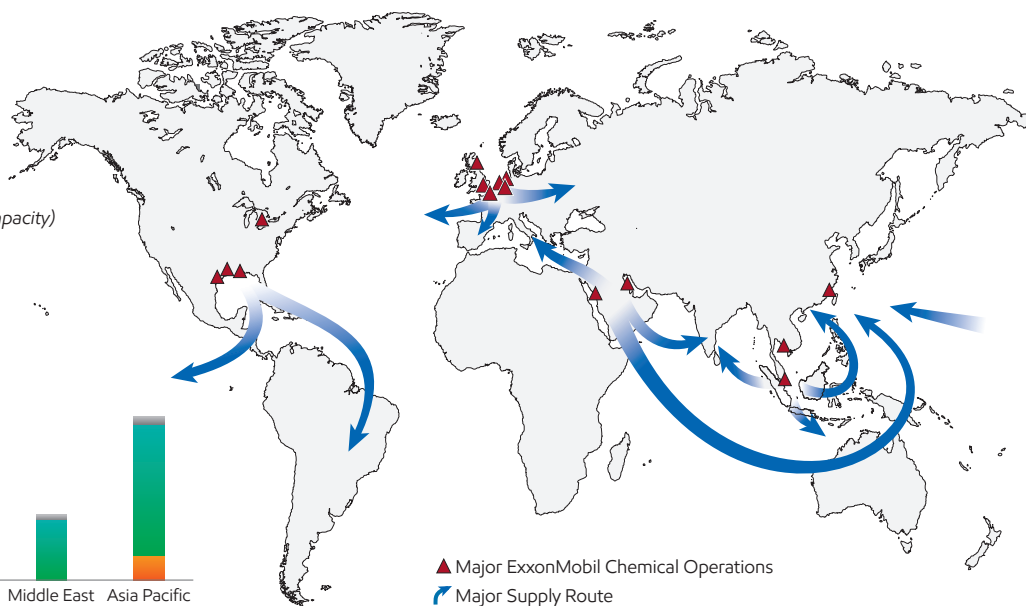 pacity)
Middle East Asia Pacific
Major ExxonMobil Chemical Operations
Major Supply Route